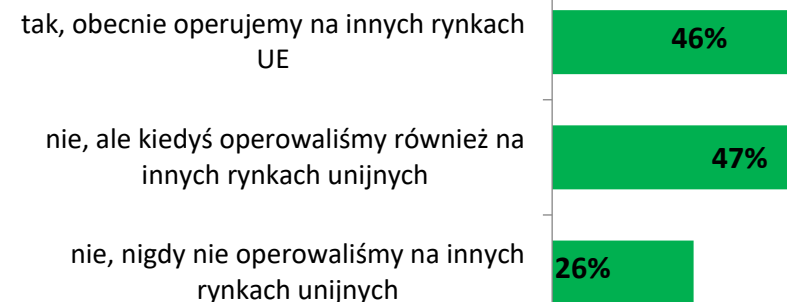 tak, obecnie operujemy na innych rynkach
UE
46%
nie, ale kiedyś operowaliśmy również na
innych rynkach unijnych
47%
nie, nigdy nie operowaliśmy na innych
rynkach unijnych
26%